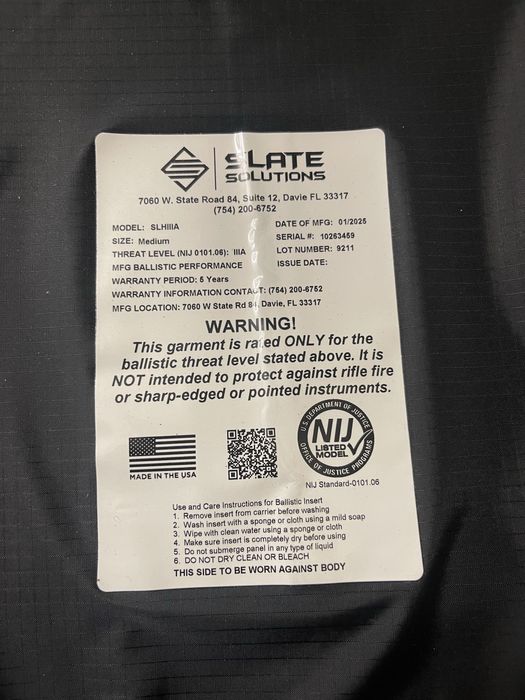 SLATE
SOLUTIONS
7060 W. State Road 84, Suite 12, Davie FL 33317
(754) 200-6752
MODEL: SLHIIIA
SIZE: Medium
THREAT LEVEL (NIJ 0101.06): IIIA
MFG BALLISTIC PERFORMANCE
WARRANTY PERIOD: 5 Years
DATE OF MFG: 01/2025
SERIAL #: 10263459
LOT NUMBER: 9211
ISSUE DATE:
WARRANTY INFORMATION CONTACT: (754) 200-6752
MFG LOCATION: 7060 W State Rd 84, Davie, FL 33317
WARNING!
This garment is rated ONLY for the
ballistic threat level stated above. It is
NOT intended to protect against rifle fire
or sharp-edged or pointed instruments.
MADE IN THE USA
U.S. DEPARTMENT OF JUSTICE
NIJ
LISTED
MODEL
OFFICE OF JUSTICE PROGRAMS
NIJ Standard-0101.06
Use and Care Instructions for Ballistic Insert
1. Remove insert from carrier before washing
2. Wash insert with a sponge or cloth using a mild soap
3. Wipe with clean water using a sponge or cloth
4. Make sure insert is completely dry before using
5. Do not submerge panel in any type of liquid
6. DO NOT DRY CLEAN OR BLEACH
THIS SIDE TO BE WORN AGAINST BODY